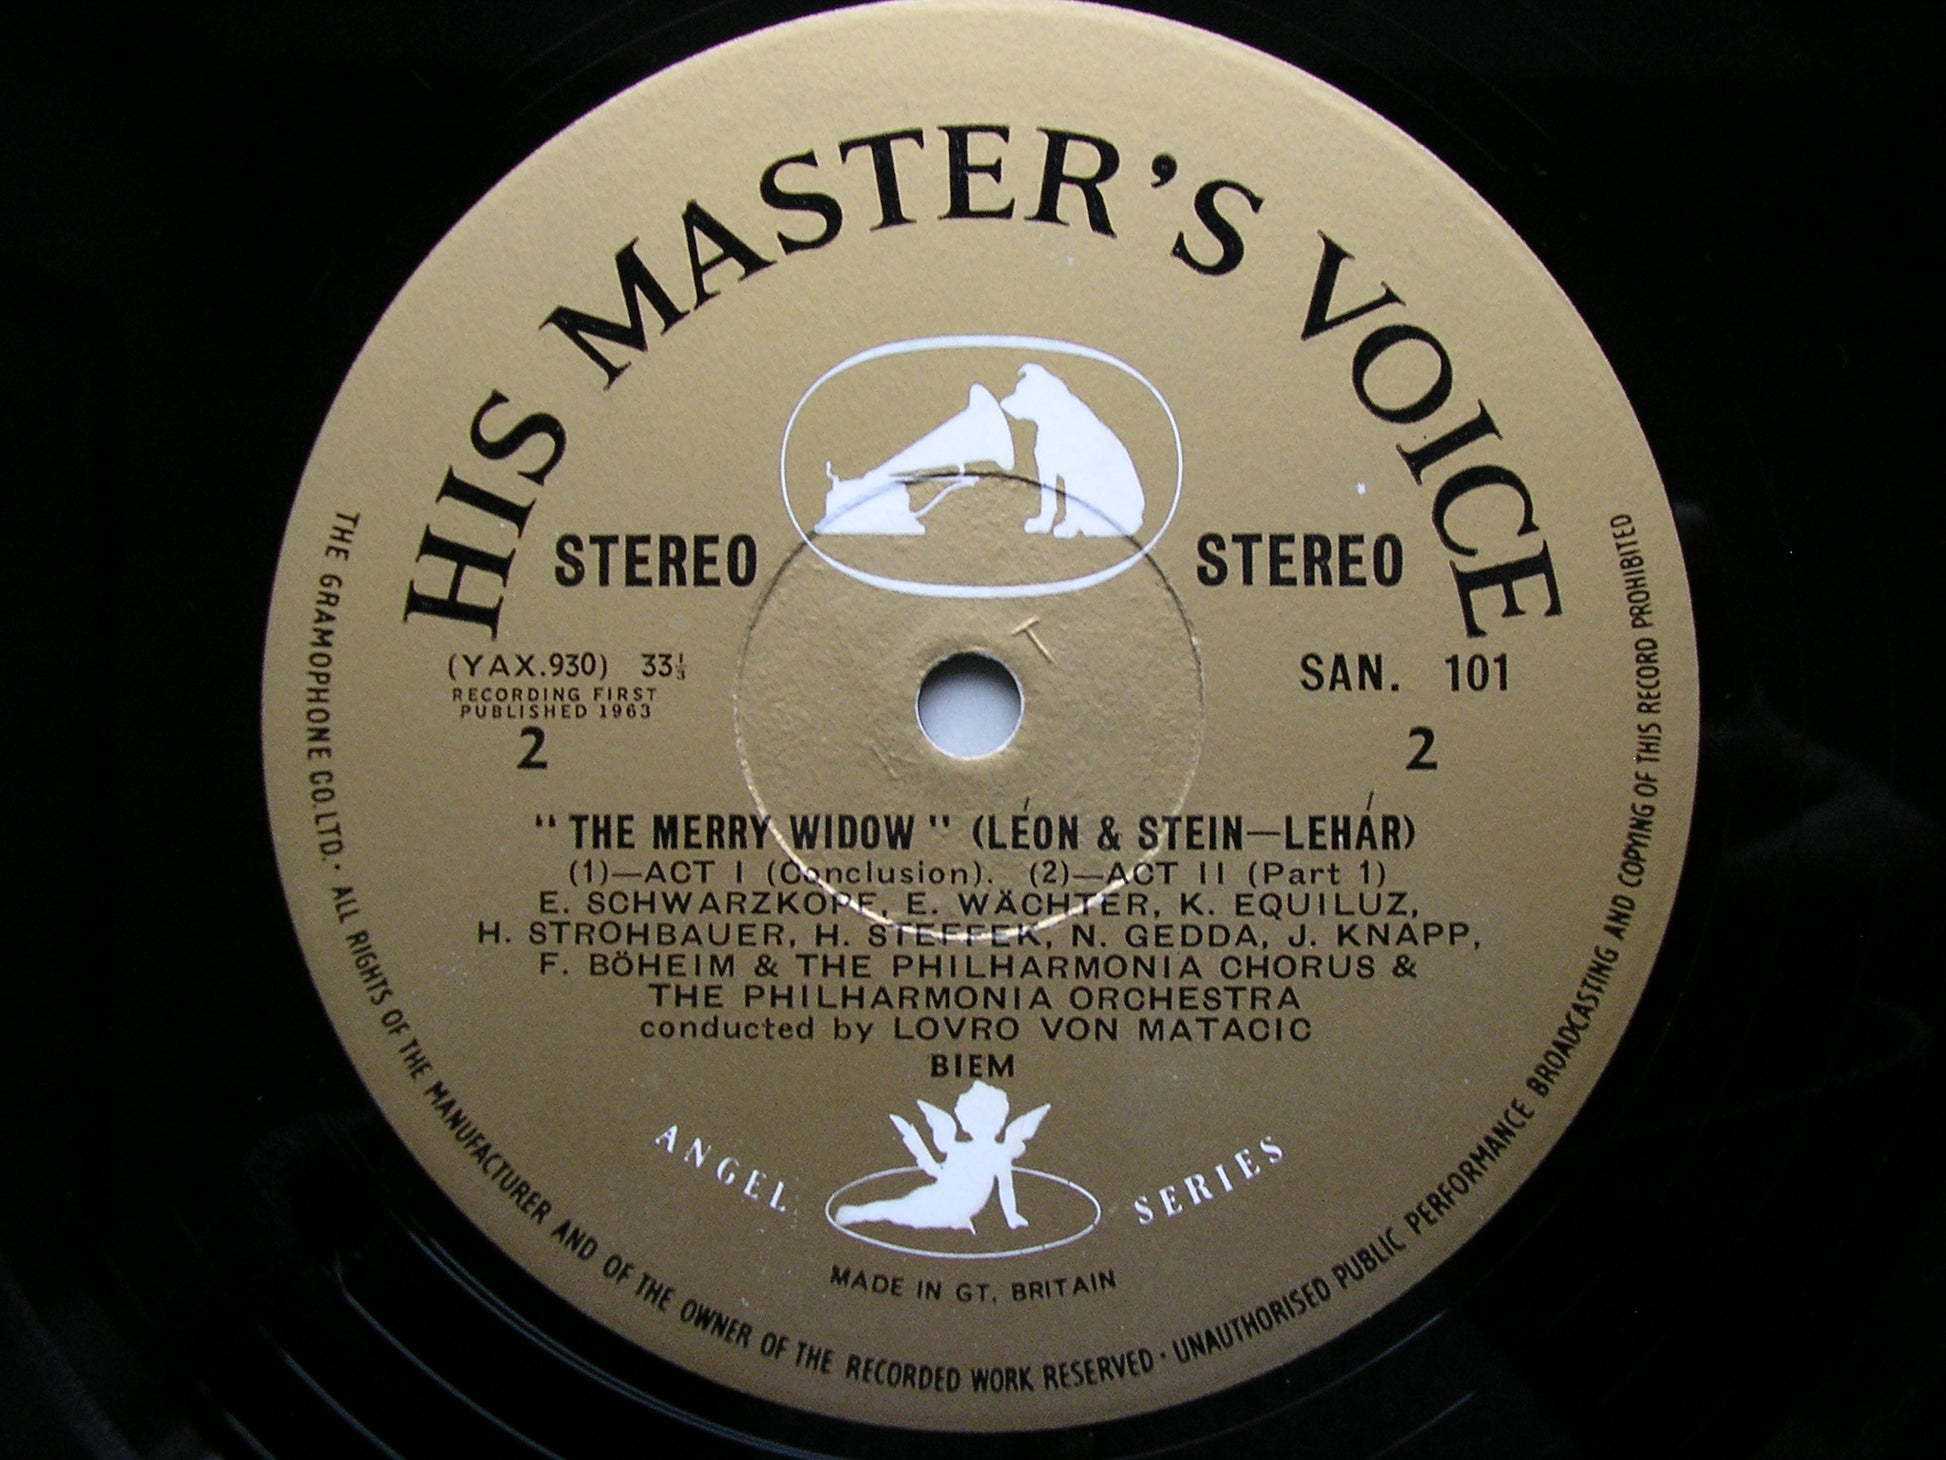 HIS MASTER'S VOICE
STEREO STEREO
T
(YAX.930) 33⅓
RECORDING FIRST
PUBLISHED 1963
SAN. 101
2 2
"THE MERRY WIDOW" (LÉON & STEIN—LEHÁR)
(1)—ACT I (Conclusion). (2)—ACT II (Part 1)
E. SCHWARZKOPF, E. WÄCHTER, K. EQUILUZ,
H. STROHBAUER, H. STEFFEK, N. GEDDA, J. KNAPP,
F. BÖHEIM & THE PHILHARMONIA CHORUS &
THE PHILHARMONIA ORCHESTRA
conducted by LOVRO VON MATACIC
BIEM
ANGEL SERIES
MADE IN GT. BRITAIN
THE GRAMOPHONE CO.LTD. · ALL RIGHTS OF THE MANUFACTURER AND OF THE OWNER OF THE RECORDED WORK RESERVED · UNAUTHORISED PUBLIC PERFORMANCE BROADCASTING AND COPYING OF THIS RECORD PROHIBITED